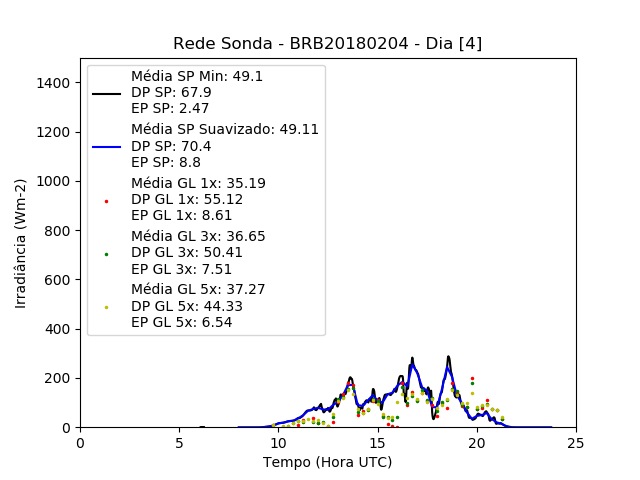 Rede Sonda - BRB20180204 - Dia [4]
Média SP Min: 49.1
DP SP: 67.9
EP SP: 2.47
Média SP Suavizado: 49.11
DP SP: 70.4
EP SP: 8.8
Média GL 1x: 35.19
DP GL 1x: 55.12
EP GL 1x: 8.61
Média GL 3x: 36.65
DP GL 3x: 50.41
EP GL 3x: 7.51
Média GL 5x: 37.27
DP GL 5x: 44.33
EP GL 5x: 6.54
Irradiância (Wm-2)
1400
1200
1000
800
600
400
200
0
0 5 10 15 20 25
Tempo (Hora UTC)